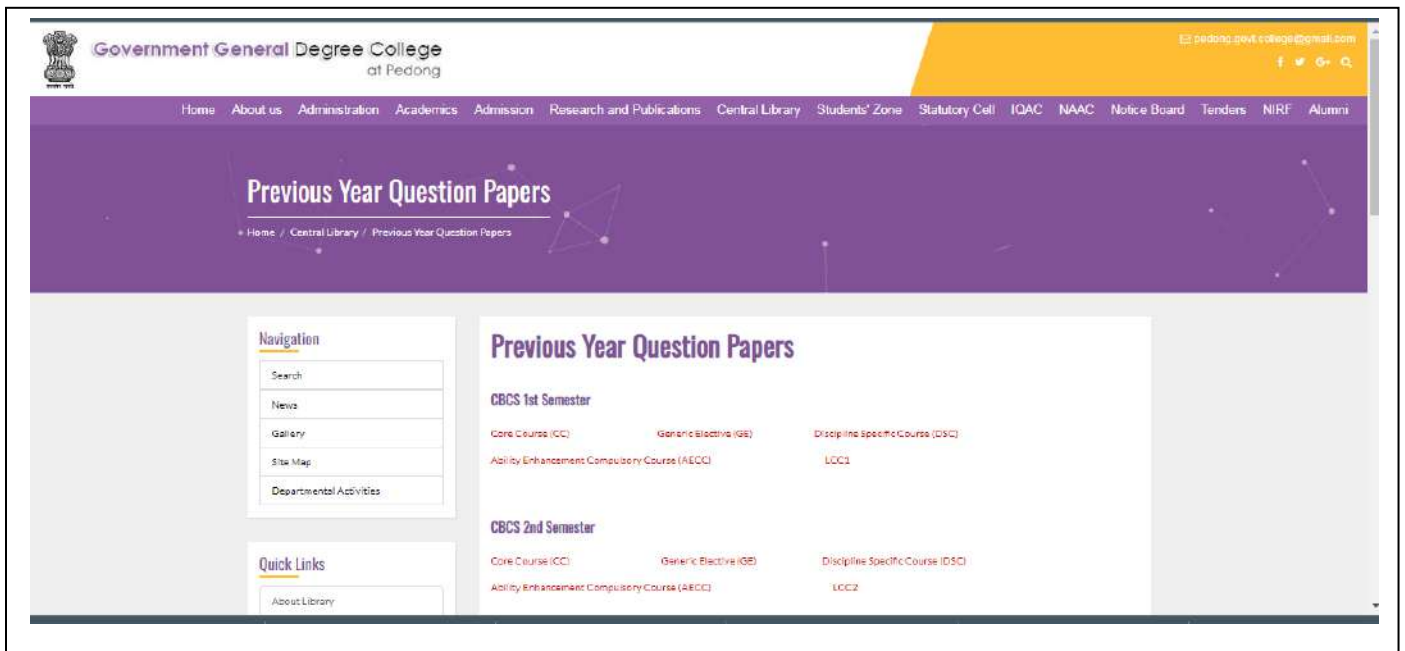 Government General Degree College
at Pedong
pedong.govt.college@gmail.com
Home About us Administration Academics Admission Research and Publications Central Library Students' Zone Statutory Cell IQAC NAAC Notice Board Tenders NIRF Alumni
Previous Year Question Papers
Home / Central Library / Previous Year Question Papers
Navigation
Search
News
Gallery
Site Map
Departmental Activities
Quick Links
About Library
Previous Year Question Papers
CBCS 1st Semester
Core Course (CC) Generic Elective (GE) Discipline Specific Course (DSC)
Ability Enhancement Compulsory Course (AECC) LCC1
CBCS 2nd Semester
Core Course (CC) Generic Elective (GE) Discipline Specific Course (DSC)
Ability Enhancement Compulsory Course (AECC) LCC2